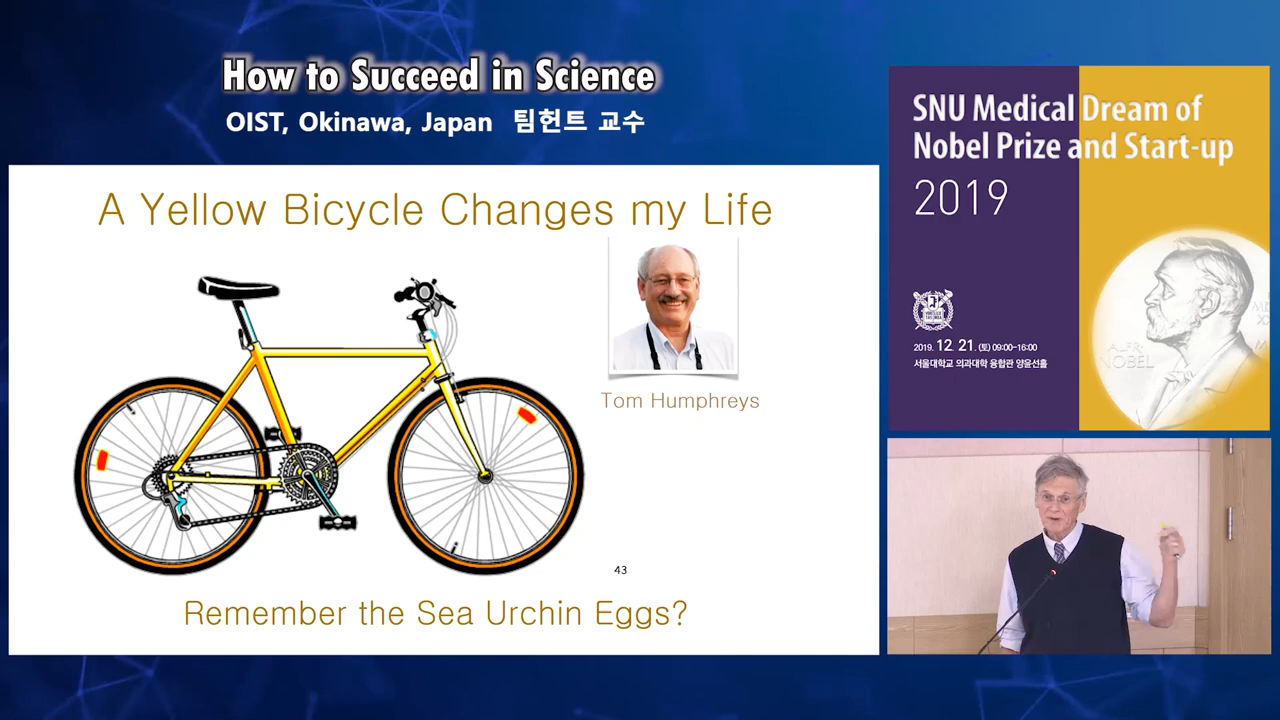 How to Succeed in Science
OIST, Okinawa, Japan 팀헌트 교수
A Yellow Bicycle Changes my Life
Tom Humphreys
43
Remember the Sea Urchin Eggs?
SNU Medical Dream of
Nobel Prize and Start-up
2019
2019. 12. 21. (토) 09:00-16:00
서울대학교 의과대학 융합관 양윤선홀
ALFR.
NOBEL